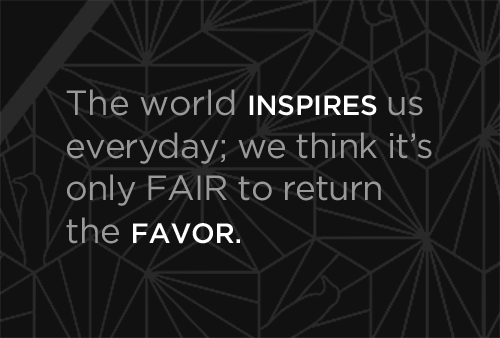 The world INSPIRES us
everyday; we think it’s
only FAIR to return
the FAVOR.